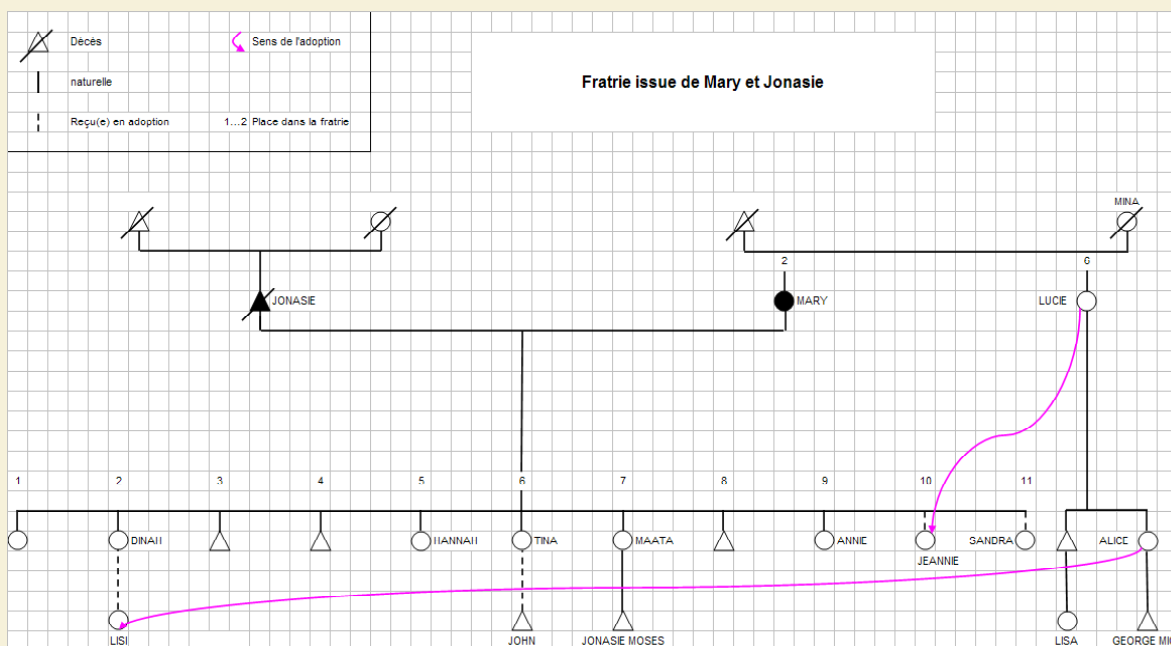 Décès
Sens de l'adoption
naturelle
Reçu(e) en adoption
1...2 Place dans la fratrie
Fratrie issue de Mary et Jonasie
MINA
2
6
JONASIE
MARY
LUCIE
1
2
3
4
5
6
7
8
9
10
11
DINAH
HANNAH
TINA
MAATA
ANNIE
JEANNIE
SANDRA
ALICE
LISI
JOHN
JONASIE MOSES
LISA
GEORGE